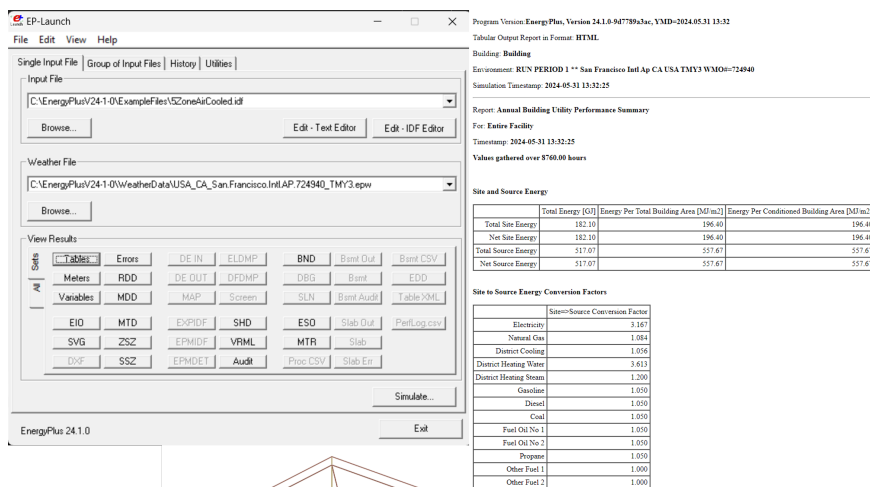 EP-Launch
File Edit View Help
Single Input File Group of Input Files History Utilities
Input File
C:\EnergyPlusV24-1-0\ExampleFiles\5ZoneAirCooled.idf
Browse... Edit - Text Editor Edit - IDF Editor
Weather File
C:\EnergyPlusV24-1-0\WeatherData\USA_CA_San.Francisco.Intl.AP.724940_TMY3.epw
Browse...
View Results
Sets
All
Tables Errors DE IN ELDMP BND Bsmt Out Bsmt CSV
Meters RDD DE OUT DFDMP DBG Bsmt EDD
Variables MDD MAP Screen SLN Bsmt Audit Table XML
EIO MTD EXPIDF SHD ESO Slab Out PerfLog.csv
SVG ZSZ EPMIDF VRML MTR Slab
DXF SSZ EPMDET Audit Proc CSV Slab Err
Simulate...
EnergyPlus 24.1.0 Exit
Program Version:EnergyPlus, Version 24.1.0-9d7789a3ac, YMD=2024.05.31 13:32
Tabular Output Report in Format: HTML
Building: Building
Environment: RUN PERIOD 1 ** San Francisco Intl Ap CA USA TMY3 WMO#=724940
Simulation Timestamp: 2024-05-31 13:32:25
Report: Annual Building Utility Performance Summary
For: Entire Facility
Timestamp: 2024-05-31 13:32:25
Values gathered over 8760.00 hours
Site and Source Energy
Total Energy [GJ] Energy Per Total Building Area [MJ/m2] Energy Per Conditioned Building Area [MJ/m2
Total Site Energy 182.10 196.40 196.40
Net Site Energy 182.10 196.40 196.40
Total Source Energy 517.07 557.67 557.67
Net Source Energy 517.07 557.67 557.67
Site to Source Energy Conversion Factors
Site=>Source Conversion Factor
Electricity 3.167
Natural Gas 1.084
District Cooling 1.056
District Heating Water 3.613
District Heating Steam 1.200
Gasoline 1.050
Diesel 1.050
Coal 1.050
Fuel Oil No 1 1.050
Fuel Oil No 2 1.050
Propane 1.050
Other Fuel 1 1.000
Other Fuel 2 1.000